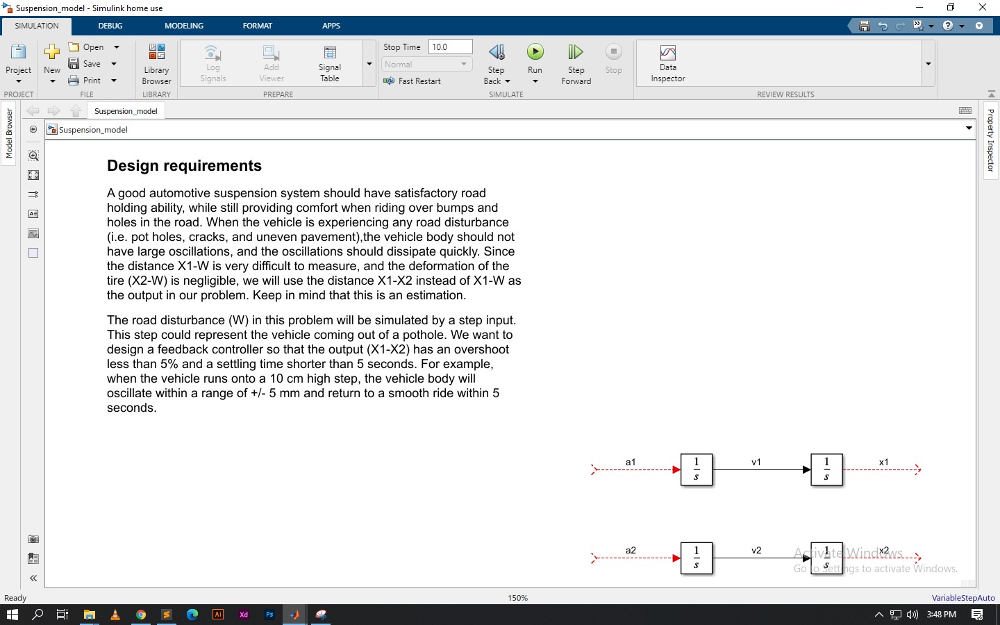 Suspension_model - Simulink home use
SIMULATION DEBUG MODELING FORMAT APPS
Project
New
Open
Save
Print
Library Browser
Log Signals
Add Viewer
Signal Table
Stop Time 10.0
Normal
Fast Restart
Step Back
Run
Step Forward
Stop
Data Inspector
PROJECT FILE LIBRARY PREPARE SIMULATE REVIEW RESULTS
Model Browser
Suspension_model
Suspension_model
Property Inspector
Design requirements
A good automotive suspension system should have satisfactory road
holding ability, while still providing comfort when riding over bumps and
holes in the road. When the vehicle is experiencing any road disturbance
(i.e. pot holes, cracks, and uneven pavement),the vehicle body should not
have large oscillations, and the oscillations should dissipate quickly. Since
the distance X1-W is very difficult to measure, and the deformation of the
tire (X2-W) is negligible, we will use the distance X1-X2 instead of X1-W as
the output in our problem. Keep in mind that this is an estimation.
The road disturbance (W) in this problem will be simulated by a step input.
This step could represent the vehicle coming out of a pothole. We want to
design a feedback controller so that the output (X1-X2) has an overshoot
less than 5% and a settling time shorter than 5 seconds. For example,
when the vehicle runs onto a 10 cm high step, the vehicle body will
oscillate within a range of +/- 5 mm and return to a smooth ride within 5
seconds.
a1 1/s v1 1/s x1
a2 1/s v2 1/s x2
Activate Windows
Go to Settings to activate Windows.
Ready 150% VariableStepAuto
Ai Xd Ps
3:48 PM